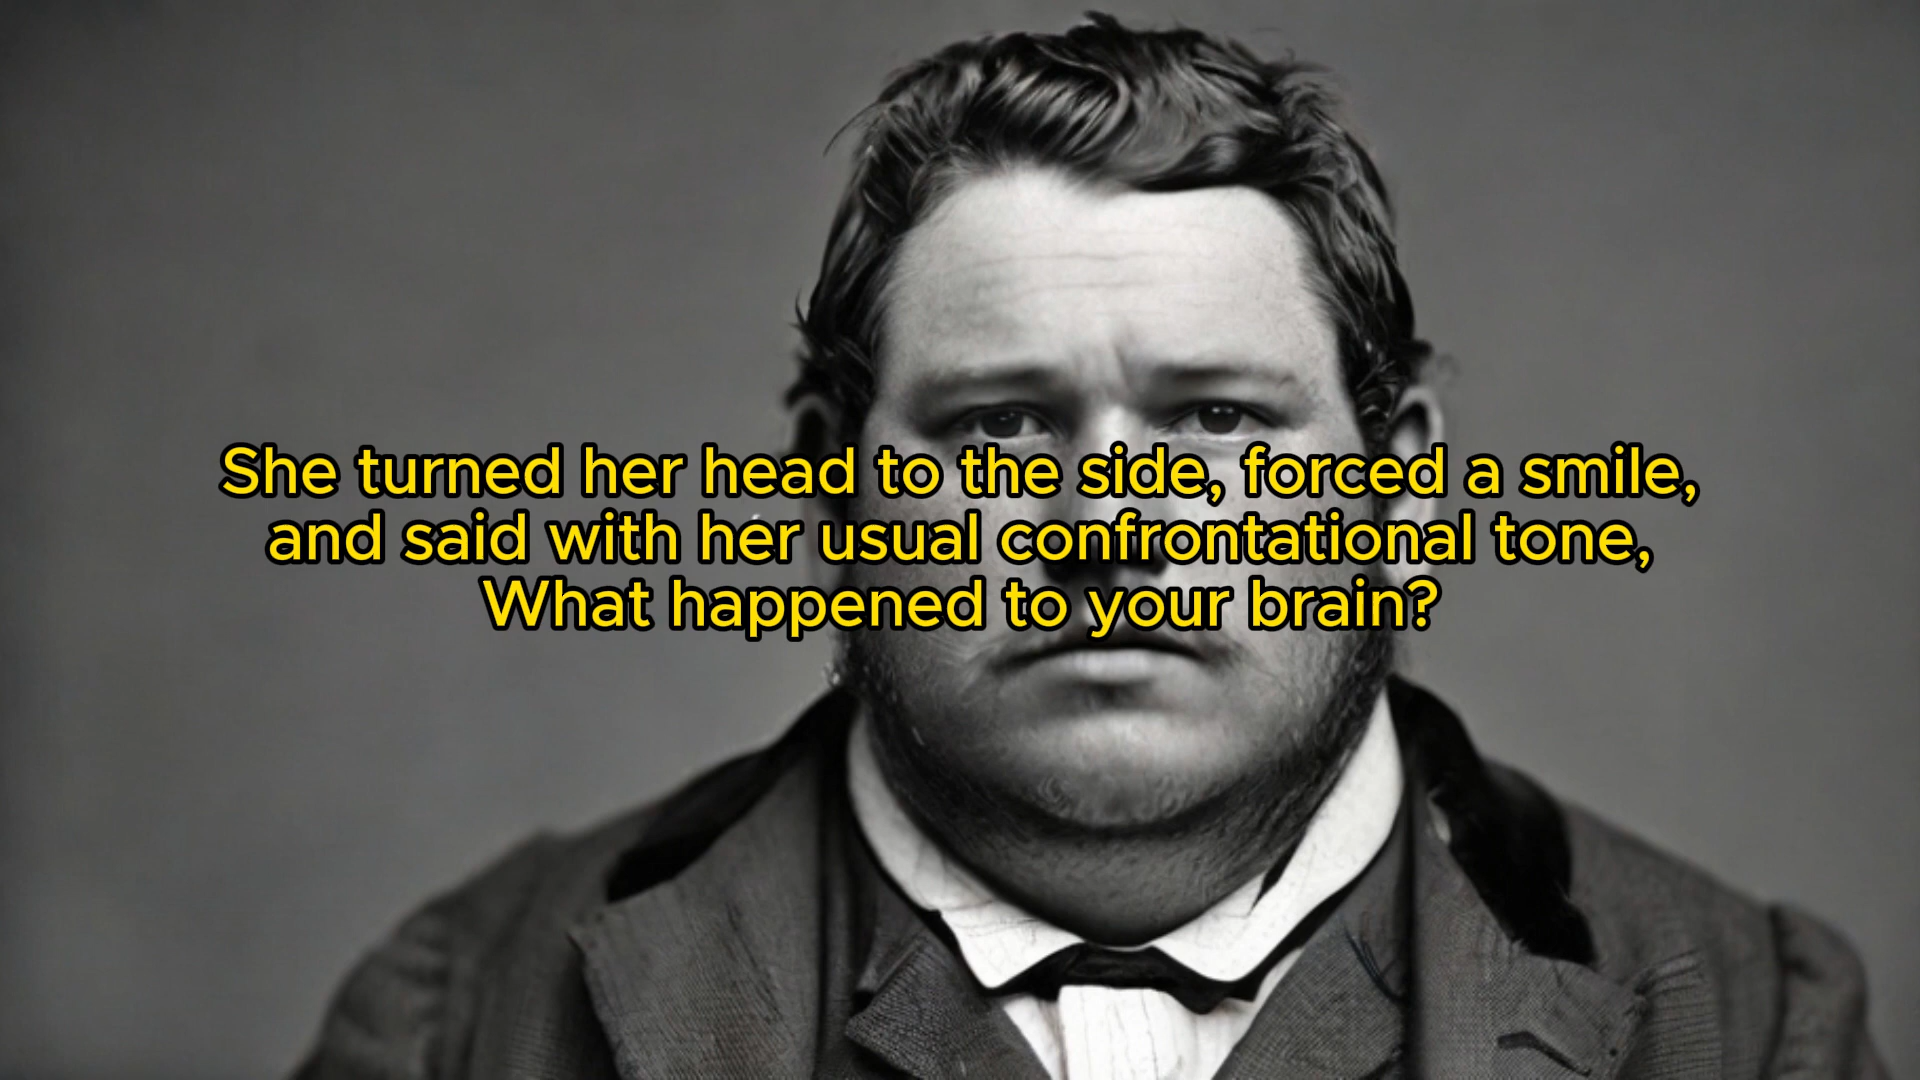 She turned her head to the side, forced a smile,
and said with her usual confrontational tone,
What happened to your brain?